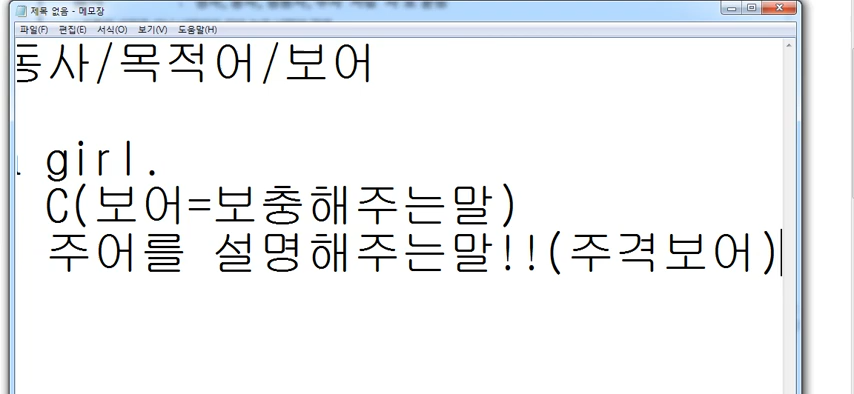 제목 없음 - 메모장
파일(F) 편집(E) 서식(O) 보기(V) 도움말(H)
동사/목적어/보어
girl.
C(보어=보충해주는말)
주어를 설명해주는말!!(주격보어)